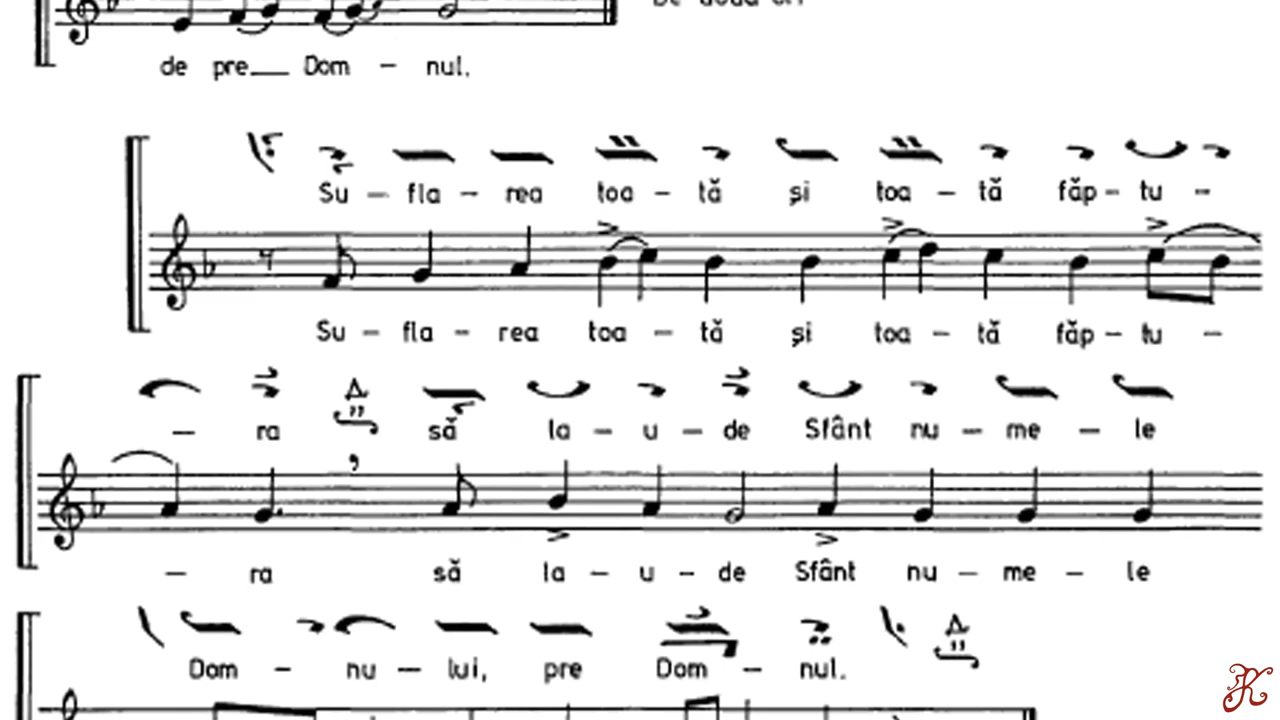 de pre___ Dom - nul.
Su - fla - rea toa - tă și toa - tă făp - tu -
Su - fla - rea toa - tă și toa - tă făp - tu -
- ra să la - u - de Sfânt nu - me - le
- ra să la - u - de Sfânt nu - me - le
Dom - nu - lui, pre Dom - nul.
K